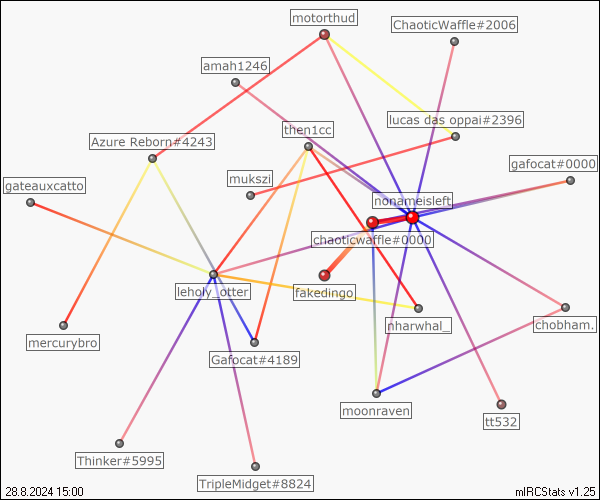 motorthud
ChaoticWaffle#2006
amah1246
lucas das oppai#2396
then1cc
Azure Reborn#4243
gafocat#0000
mukszi
gateauxcatto
nonameisleft
chaoticwaffle#0000
leholy_otter
fakedingo
nharwhal_
chobham.
mercurybro
Gafocat#4189
moonraven
tt532
Thinker#5995
TripleMidget#8824
28.8.2024 15:00
mIRCStats v1.25